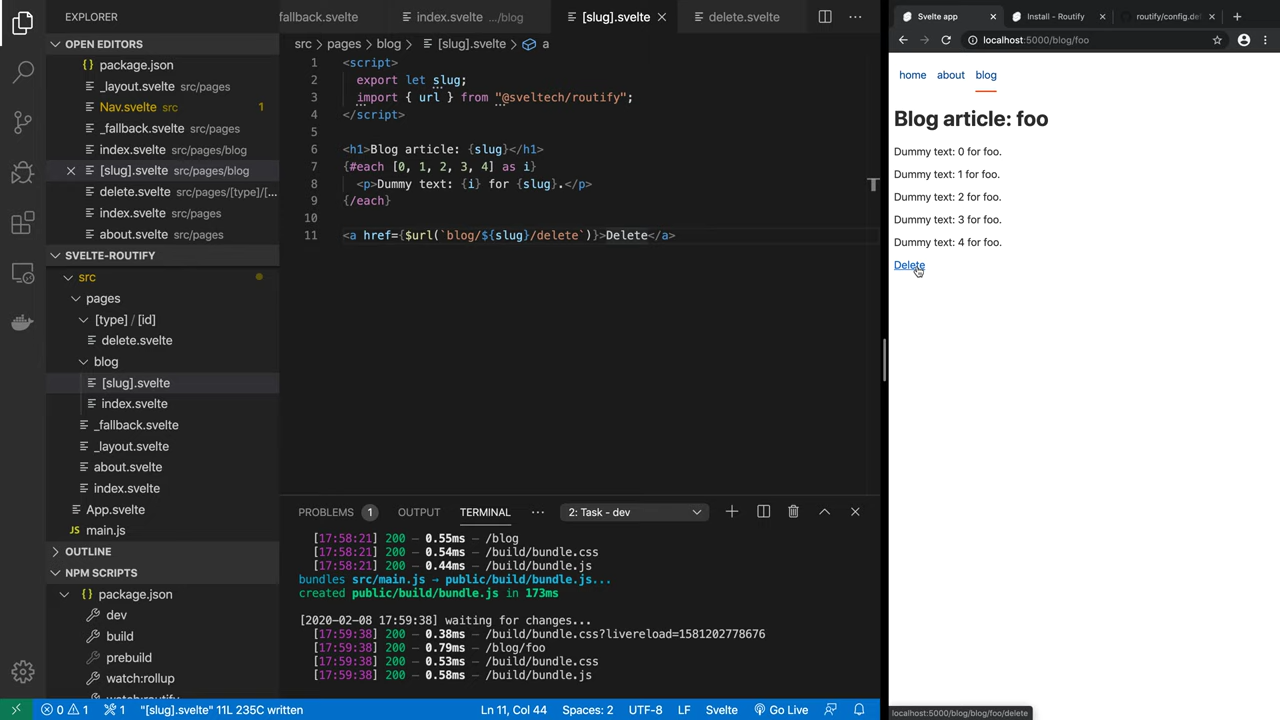 EXPLORER
OPEN EDITORS
package.json
_layout.svelte src/pages
Nav.svelte src 1
_fallback.svelte src/pages
index.svelte src/pages/blog
[slug].svelte src/pages/blog
delete.svelte src/pages/[type]/[...
index.svelte src/pages
about.svelte src/pages
SVELTE-ROUTIFY
src
pages
[type] / [id]
delete.svelte
blog
[slug].svelte
index.svelte
_fallback.svelte
_layout.svelte
about.svelte
index.svelte
App.svelte
main.js
OUTLINE
NPM SCRIPTS
package.json
dev
build
prebuild
watch:rollup
watch:routify
fallback.svelte index.svelte .../blog [slug].svelte delete.svelte
src > pages > blog > [slug].svelte > a
1 <script>
2 export let slug;
3 import { url } from "@sveltech/routify";
4 </script>
5
6 <h1>Blog article: {slug}</h1>
7 {#each [0, 1, 2, 3, 4] as i}
8 <p>Dummy text: {i} for {slug}.</p>
9 {/each}
10
11 <a href={$url(`blog/${slug}/delete`)}>Delete</a>
PROBLEMS 1 OUTPUT TERMINAL ... 2: Task - dev
[17:58:21] 200 — 0.55ms — /blog
[17:58:21] 200 — 0.54ms — /build/bundle.css
[17:58:21] 200 — 0.44ms — /build/bundle.js
bundles src/main.js → public/build/bundle.js...
created public/build/bundle.js in 173ms
[2020-02-08 17:59:38] waiting for changes...
[17:59:38] 200 — 0.38ms — /build/bundle.css?livereload=1581202778676
[17:59:38] 200 — 0.79ms — /blog/foo
[17:59:38] 200 — 0.53ms — /build/bundle.css
[17:59:38] 200 — 0.58ms — /build/bundle.js
0 1 1 "[slug].svelte" 11L 235C written Ln 11, Col 44 Spaces: 2 UTF-8 LF Svelte Go Live
Svelte app Install - Routify routify/config.de
localhost:5000/blog/foo
home about blog
Blog article: foo
Dummy text: 0 for foo.
Dummy text: 1 for foo.
Dummy text: 2 for foo.
Dummy text: 3 for foo.
Dummy text: 4 for foo.
Delete
localhost:5000/blog/blog/foo/delete